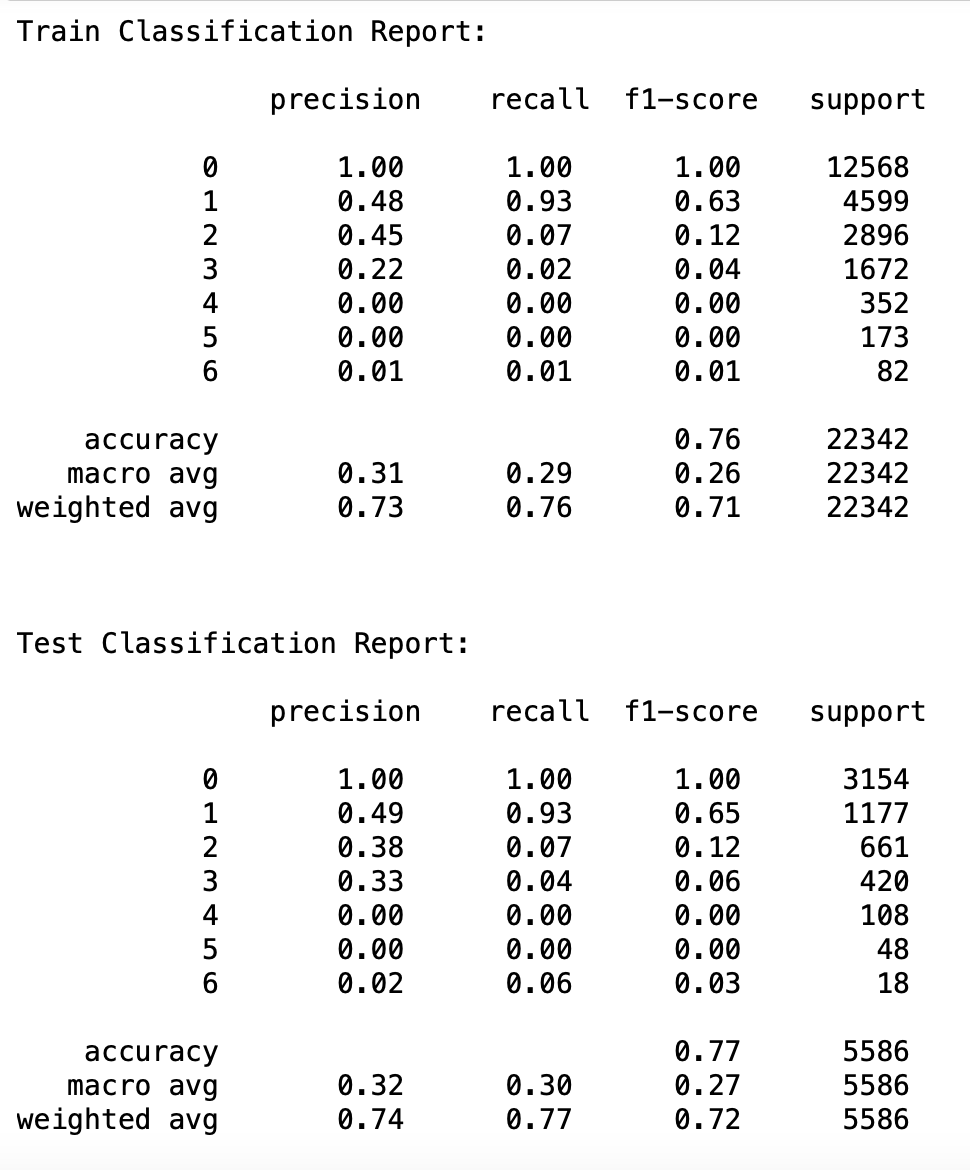 Train Classification Report:
precision recall f1-score support
0 1.00 1.00 1.00 12568
1 0.48 0.93 0.63 4599
2 0.45 0.07 0.12 2896
3 0.22 0.02 0.04 1672
4 0.00 0.00 0.00 352
5 0.00 0.00 0.00 173
6 0.01 0.01 0.01 82
accuracy 0.76 22342
macro avg 0.31 0.29 0.26 22342
weighted avg 0.73 0.76 0.71 22342
Test Classification Report:
precision recall f1-score support
0 1.00 1.00 1.00 3154
1 0.49 0.93 0.65 1177
2 0.38 0.07 0.12 661
3 0.33 0.04 0.06 420
4 0.00 0.00 0.00 108
5 0.00 0.00 0.00 48
6 0.02 0.06 0.03 18
accuracy 0.77 5586
macro avg 0.32 0.30 0.27 5586
weighted avg 0.74 0.77 0.72 5586